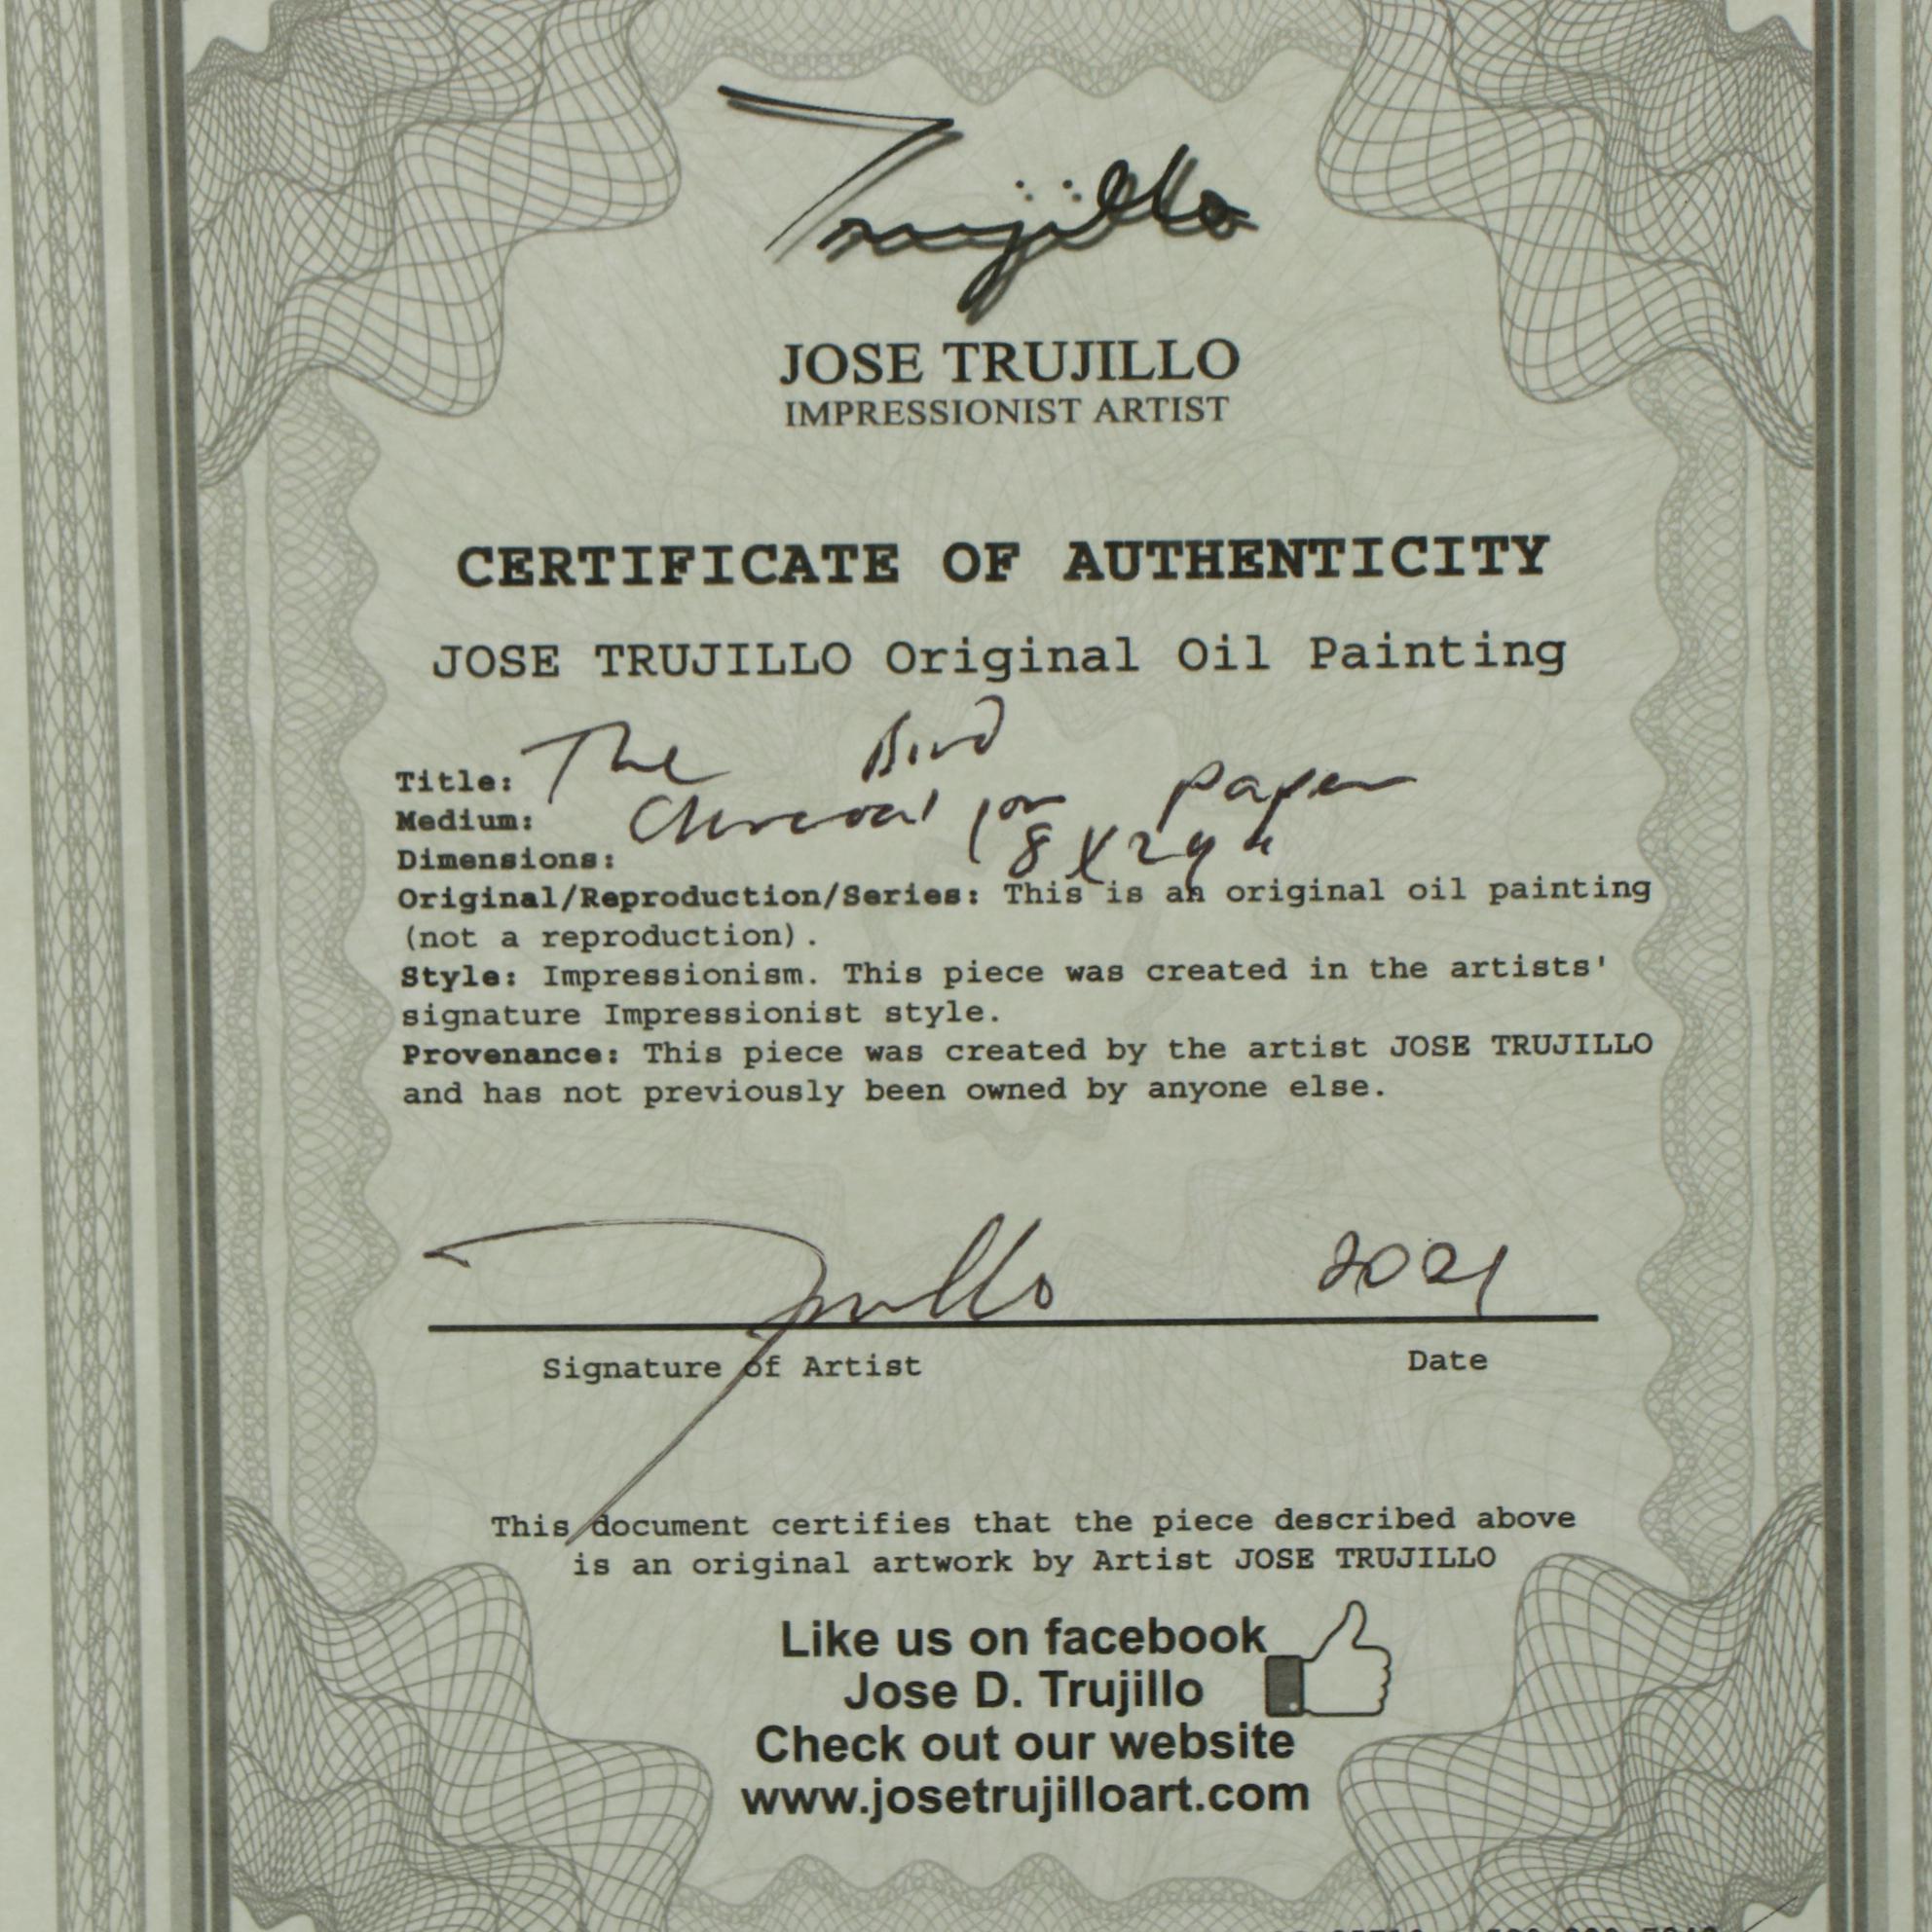 Trujillo
JOSE TRUJILLO
IMPRESSIONIST ARTIST
CERTIFICATE OF AUTHENTICITY
JOSE TRUJILLO Original Oil Painting
Title: The Bird
Medium: Charcoal on paper
Dimensions: 18X24"
Original/Reproduction/Series: This is an original oil painting
(not a reproduction).
Style: Impressionism. This piece was created in the artists'
signature Impressionist style.
Provenance: This piece was created by the artist JOSE TRUJILLO
and has not previously been owned by anyone else.
Trujillo 2021
Signature of Artist Date
This document certifies that the piece described above
is an original artwork by Artist JOSE TRUJILLO
Like us on facebook
Jose D. Trujillo
Check out our website
www.josetrujilloart.com